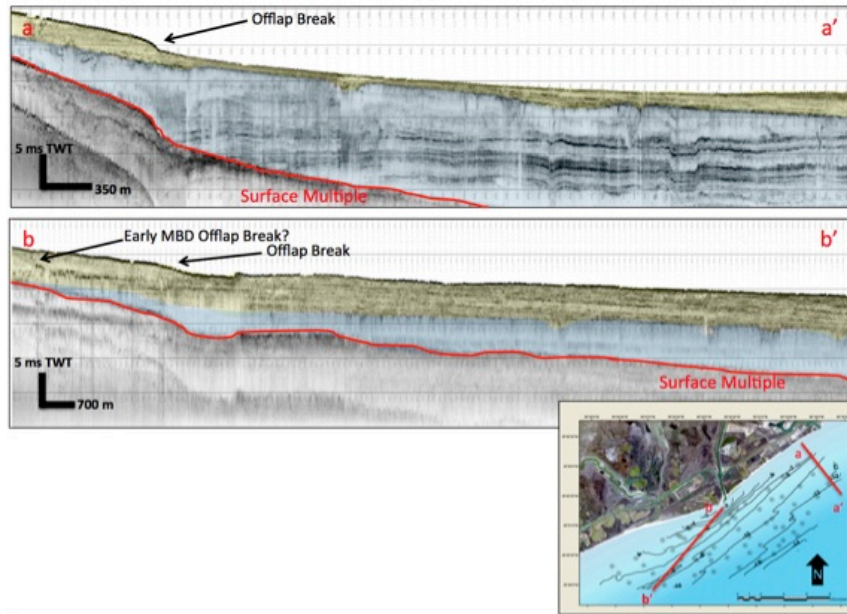 a
Offlap Break
a’
5 ms TWT
350 m
Surface Multiple
b
Early MBD Offlap Break?
Offlap Break
b’
5 ms TWT
700 m
Surface Multiple
a
a’
b’
N